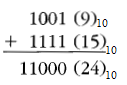 1001 (9)₁₀
+ 1111 (15)₁₀
11000 (24)₁₀